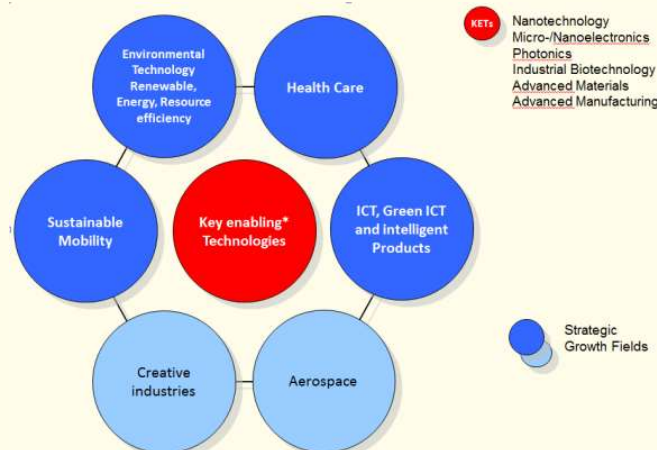 Environmental
Technology
Renewable,
Energy, Resource
efficiency
Health Care
KETs
Nanotechnology
Micro-/Nanoelectronics
Photonics
Industrial Biotechnology
Advanced Materials
Advanced Manufacturing
Sustainable
Mobility
Key enabling*
Technologies
ICT, Green ICT
and intelligent
Products
Creative
industries
Aerospace
Strategic
Growth Fields